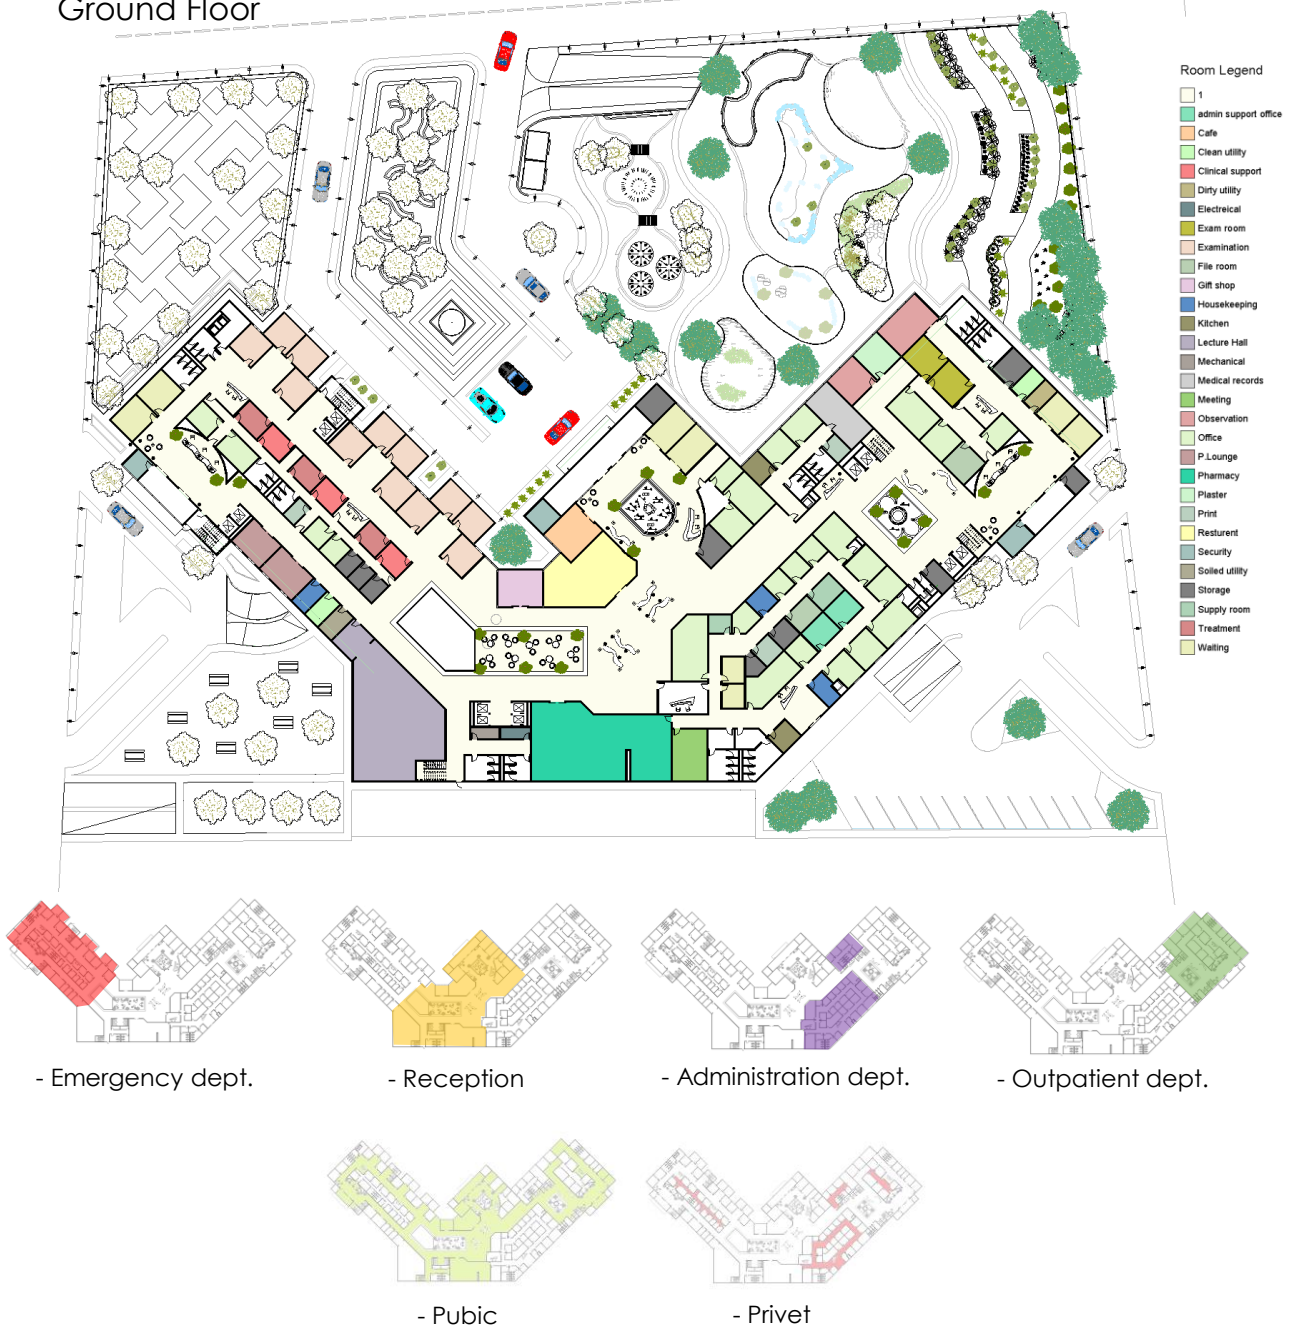 Ground Floor
Room Legend
1
admin support office
Cafe
Clean utility
Clinical support
Dirty utility
Electreical
Exam room
Examination
File room
Gift shop
Housekeeping
Kitchen
Lecture Hall
Mechanical
Medical records
Meeting
Observation
Office
P.Lounge
Pharmacy
Plaster
Print
Resturent
Security
Soiled utility
Storage
Supply room
Treatment
Waiting
- Emergency dept.
- Reception
- Administration dept.
- Outpatient dept.
- Pubic
- Privet